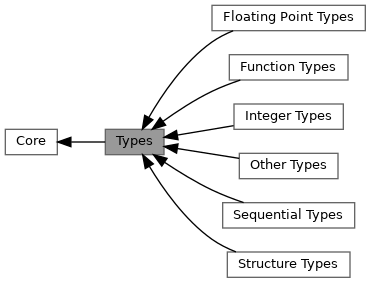 Floating Point Types
Function Types
Integer Types
Core
Types
Other Types
Sequential Types
Structure Types